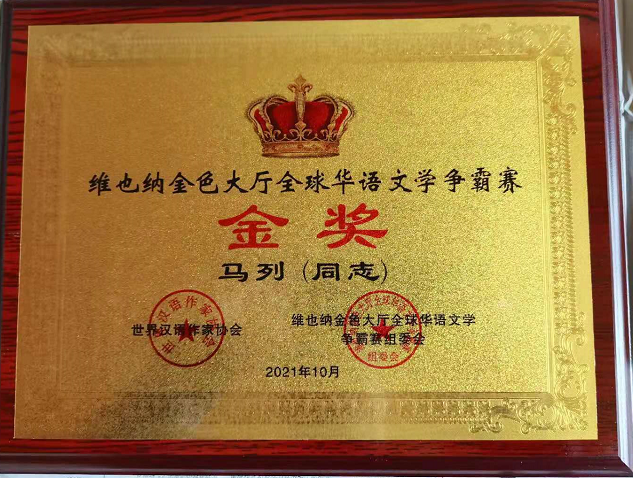 维也纳金色大厅全球华语文学争霸赛
金奖
马列（同志）
世界汉语作家协会
维也纳金色大厅全球华语文学
争霸赛组委会
组委会
2021年10月